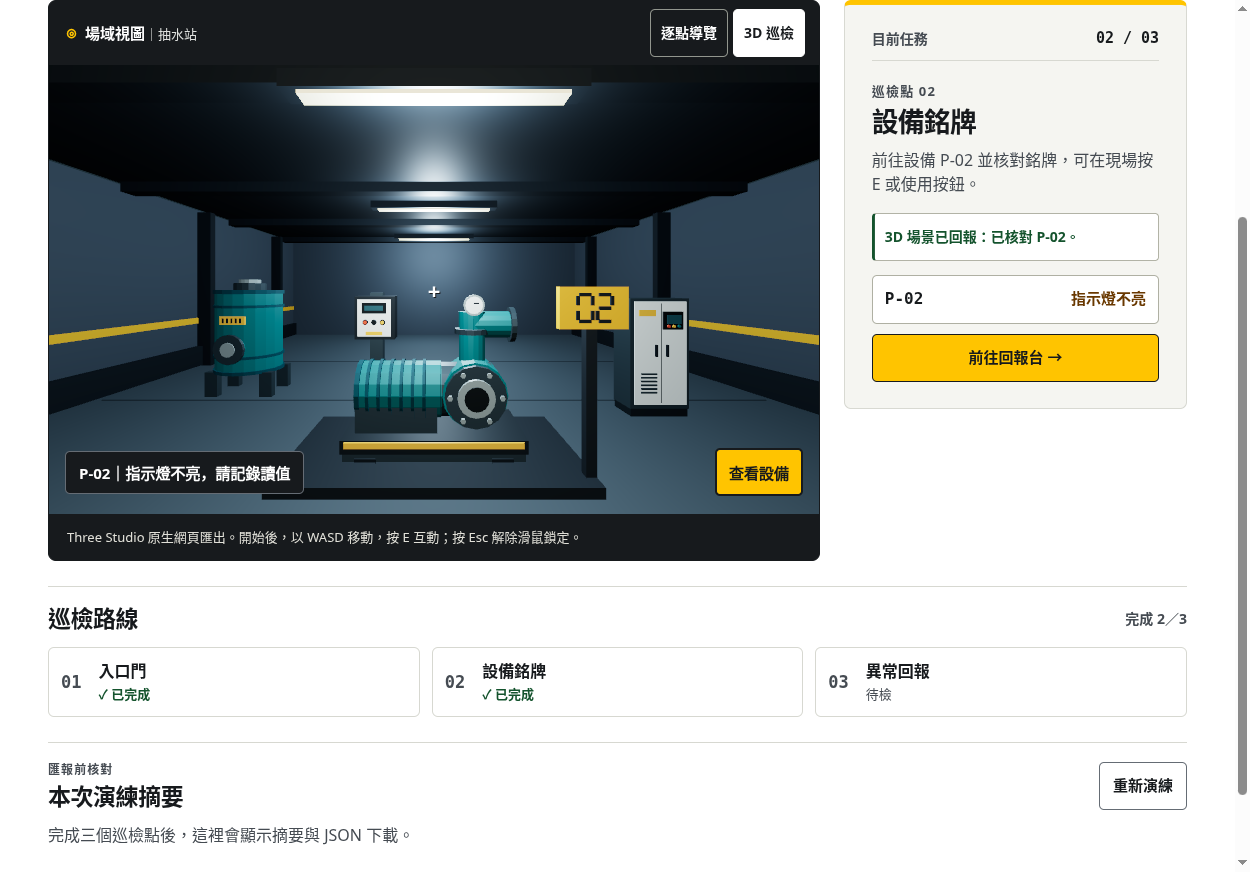 場域視圖｜抽水站
逐點導覽
3D 巡檢
02
P-02｜指示燈不亮，請記錄讀值
查看設備
Three Studio 原生網頁匯出。開始後，以 WASD 移動，按 E 互動；按 Esc 解除滑鼠鎖定。
目前任務
02 / 03
巡檢點 02
設備銘牌
前往設備 P-02 並核對銘牌，可在現場按
E 或使用按鈕。
3D 場景已回報：已核對 P-02。
P-02
指示燈不亮
前往回報台 →
巡檢路線
完成 2／3
01
入口門
✓ 已完成
02
設備銘牌
✓ 已完成
03
異常回報
待檢
匯報前核對
本次演練摘要
重新演練
完成三個巡檢點後，這裡會顯示摘要與 JSON 下載。